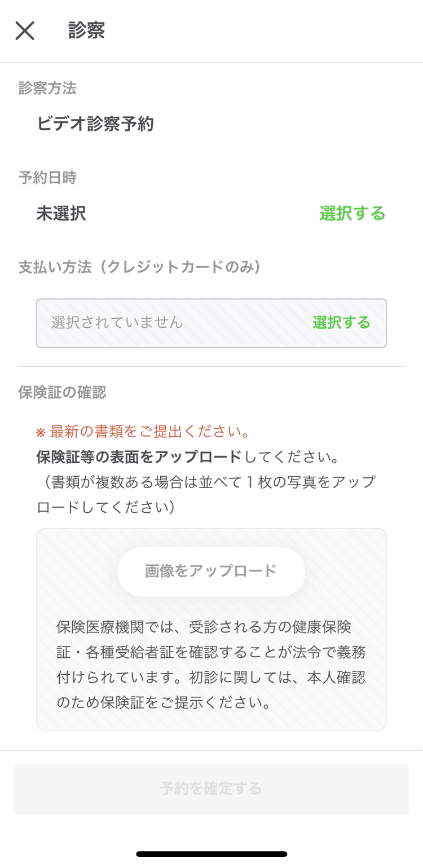 診察
診察方法
ビデオ診察予約
予約日時
未選択
選択する
支払い方法（クレジットカードのみ）
選択されていません
選択する
保険証の確認
※ 最新の書類をご提出ください。
保険証等の表面をアップロードしてください。
（書類が複数ある場合は並べて１枚の写真をアップ
ロードしてください）
画像をアップロード
保険医療機関では、受診される方の健康保険
証・各種受給者証を確認することが法令で義務
付けられています。初診に関しては、本人確認
のため保険証をご提示ください。
予約を確定する